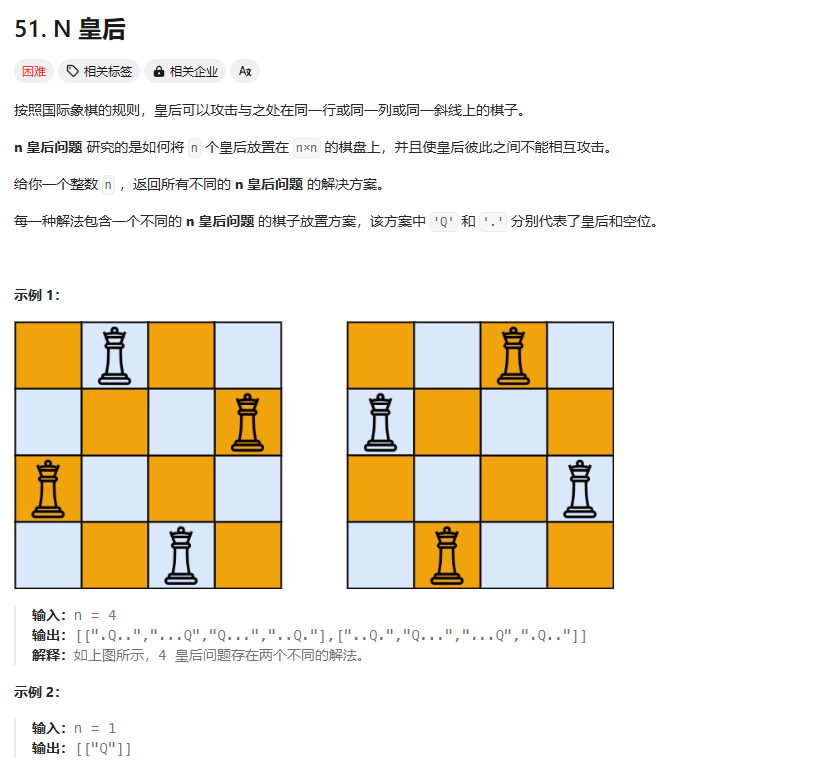 51. N 皇后
困难 相关标签 相关企业 Aあ
按照国际象棋的规则，皇后可以攻击与之处在同一行或同一列或同一斜线上的棋子。
n 皇后问题 研究的是如何将 n 个皇后放置在 n×n 的棋盘上，并且使皇后彼此之间不能相互攻击。
给你一个整数 n ，返回所有不同的 n 皇后问题 的解决方案。
每一种解法包含一个不同的 n 皇后问题 的棋子放置方案，该方案中 'Q' 和 '.' 分别代表了皇后和空位。
示例 1：
输入：n = 4
输出：[[".Q..","...Q","Q...","..Q."],["..Q.","Q...","...Q",".Q.."]]
解释：如上图所示，4 皇后问题存在两个不同的解法。
示例 2：
输入：n = 1
输出：[["Q"]]